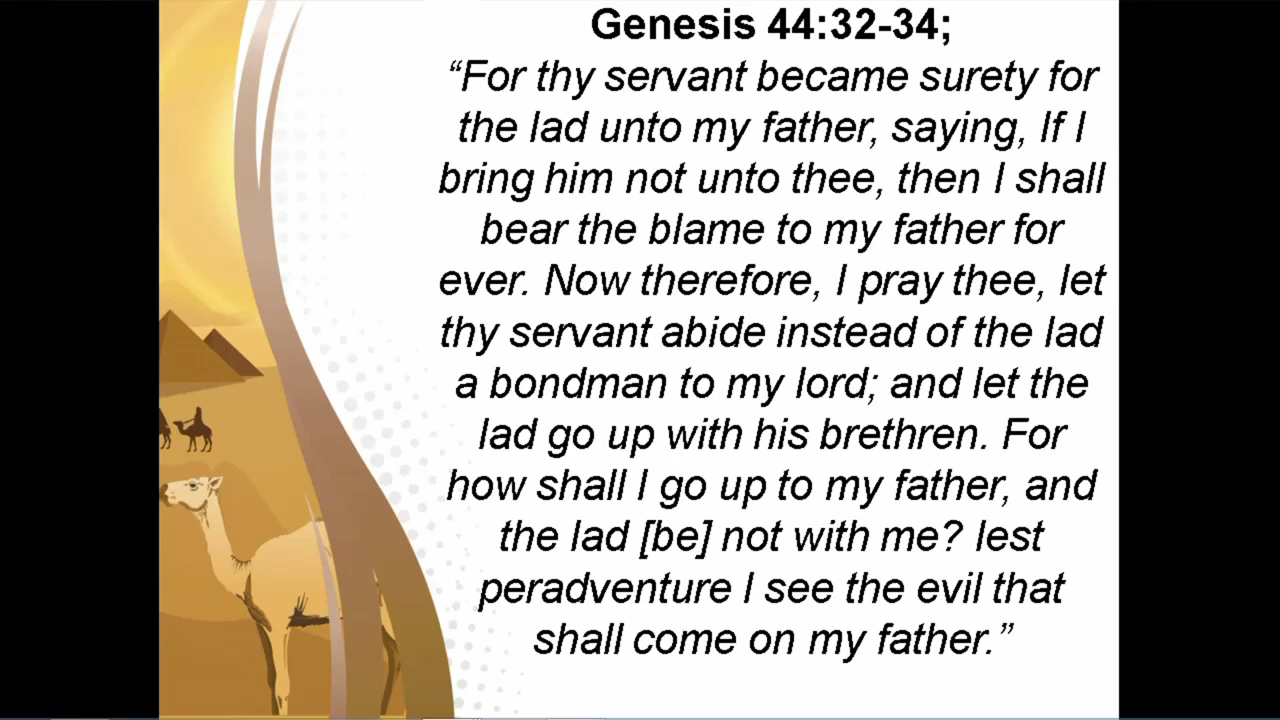 Genesis 44:32-34;
“For thy servant became surety for
the lad unto my father, saying, If I
bring him not unto thee, then I shall
bear the blame to my father for
ever. Now therefore, I pray thee, let
thy servant abide instead of the lad
a bondman to my lord; and let the
lad go up with his brethren. For
how shall I go up to my father, and
the lad [be] not with me? lest
peradventure I see the evil that
shall come on my father.”